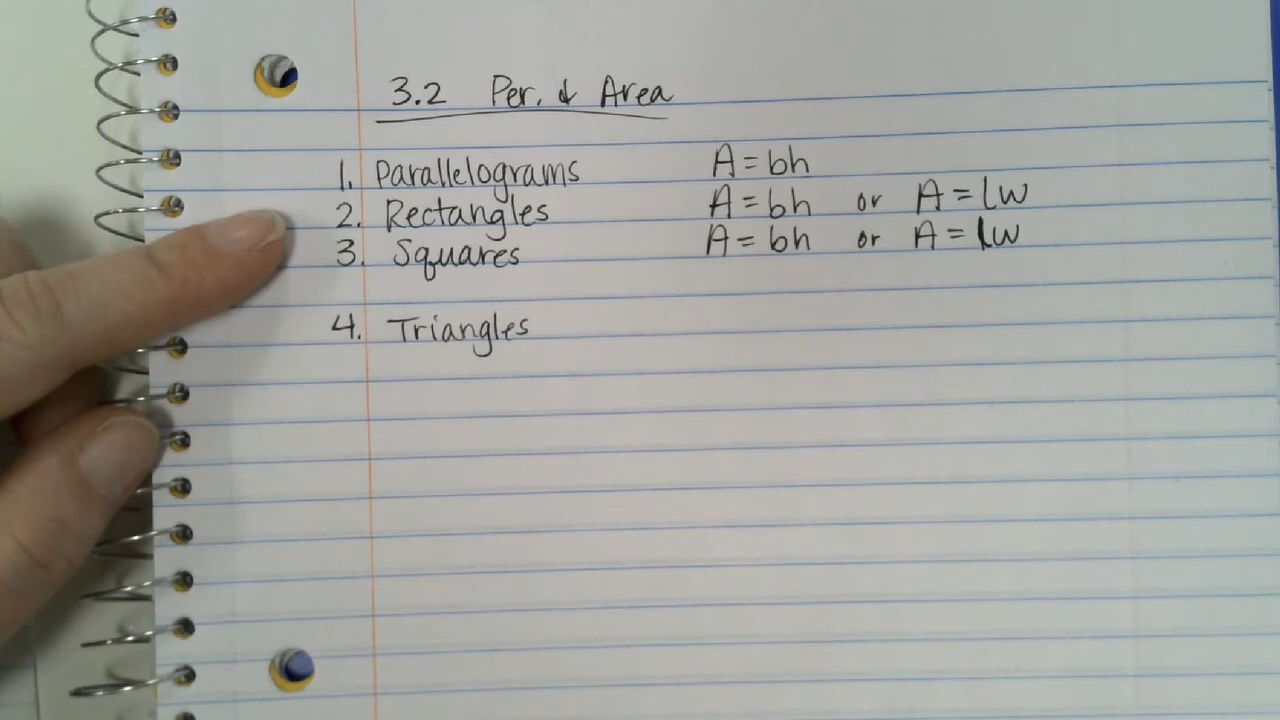 3.2 Per. & Area
1. Parallelograms A = bh
2. Rectangles A = bh or A = lw
3. Squares A = bh or A = lw
4. Triangles